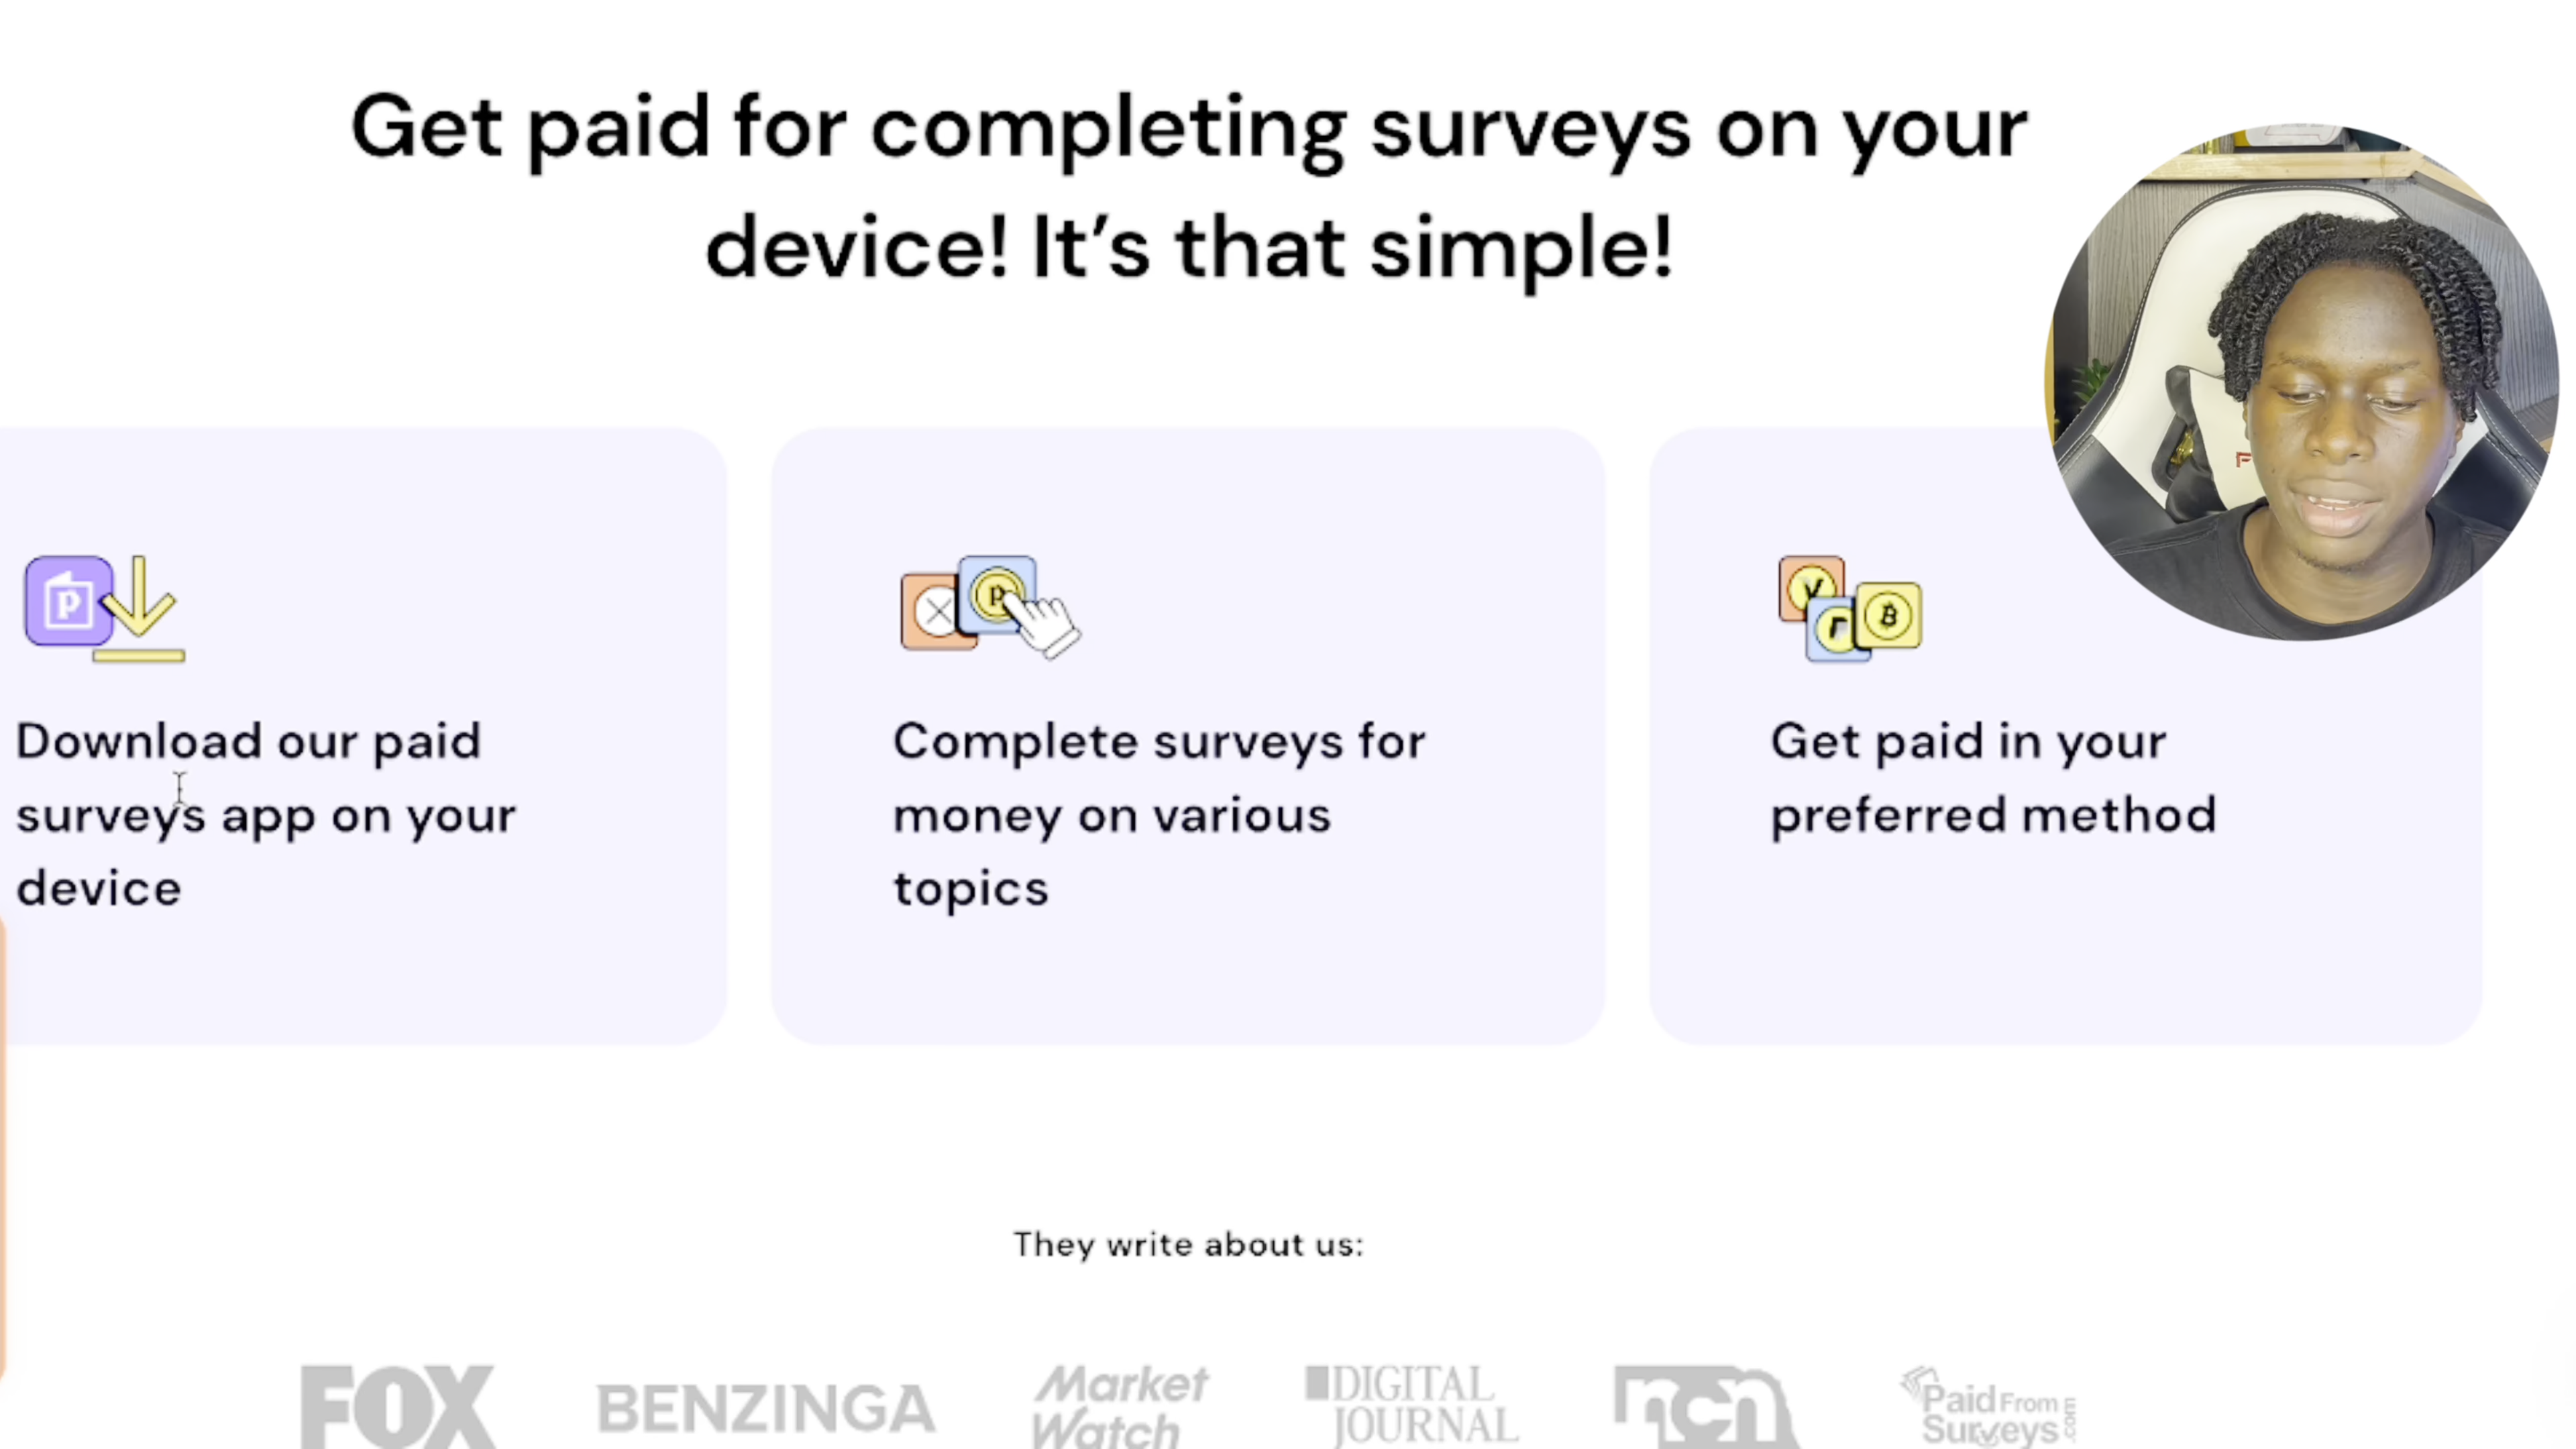 Get paid for completing surveys on your
device! It’s that simple!
Download our paid
surveys app on your
device
Complete surveys for
money on various
topics
Get paid in your
preferred method
They write about us:
FOX
BENZINGA
Market
Watch
DIGITAL
JOURNAL
ncn
Paid From
Surveys.com